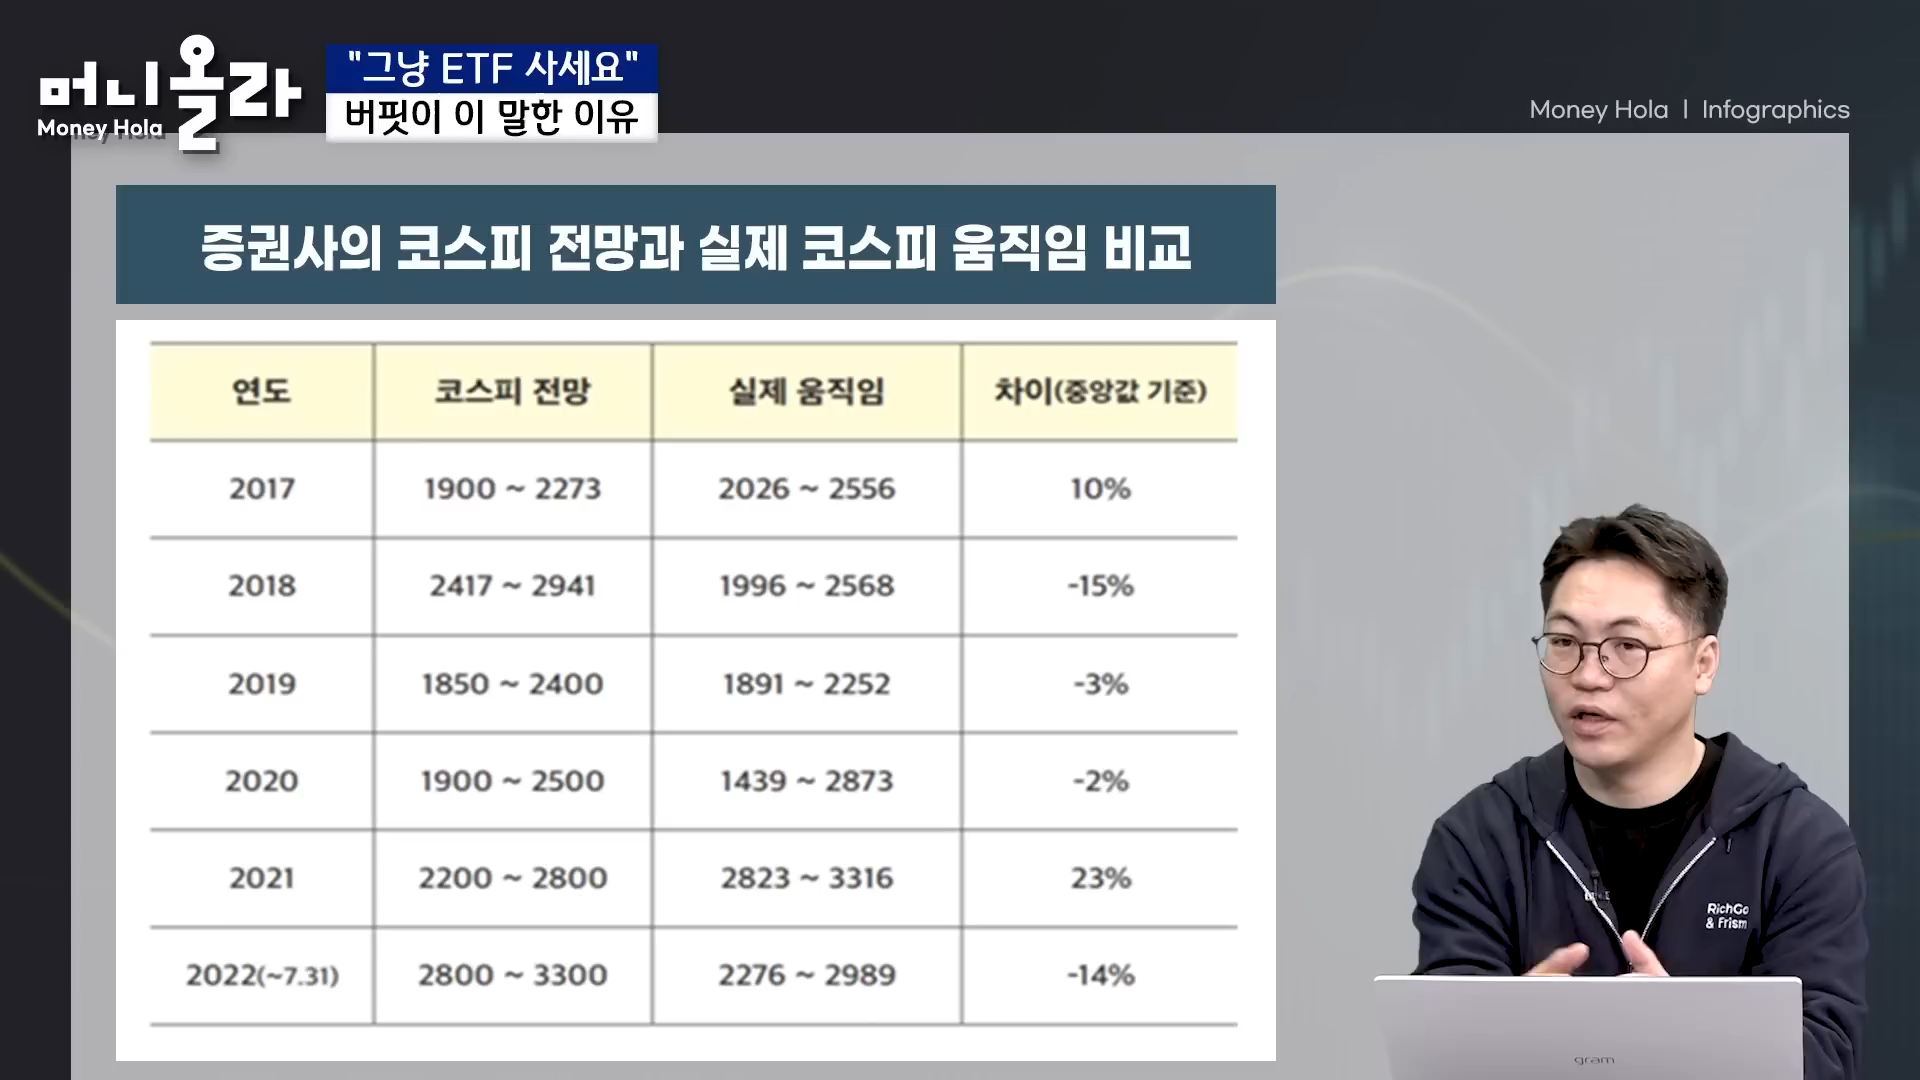 머니올라
Money Hola
"그냥 ETF 사세요"
버핏이 이 말한 이유
Money Hola | Infographics
증권사의 코스피 전망과 실제 코스피 움직임 비교
연도 코스피 전망 실제 움직임 차이(중앙값 기준)
2017 1900 ~ 2273 2026 ~ 2556 10%
2018 2417 ~ 2941 1996 ~ 2568 -15%
2019 1850 ~ 2400 1891 ~ 2252 -3%
2020 1900 ~ 2500 1439 ~ 2873 -2%
2021 2200 ~ 2800 2823 ~ 3316 23%
2022(~7.31) 2800 ~ 3300 2276 ~ 2989 -14%
RichGo
& Frism
gram